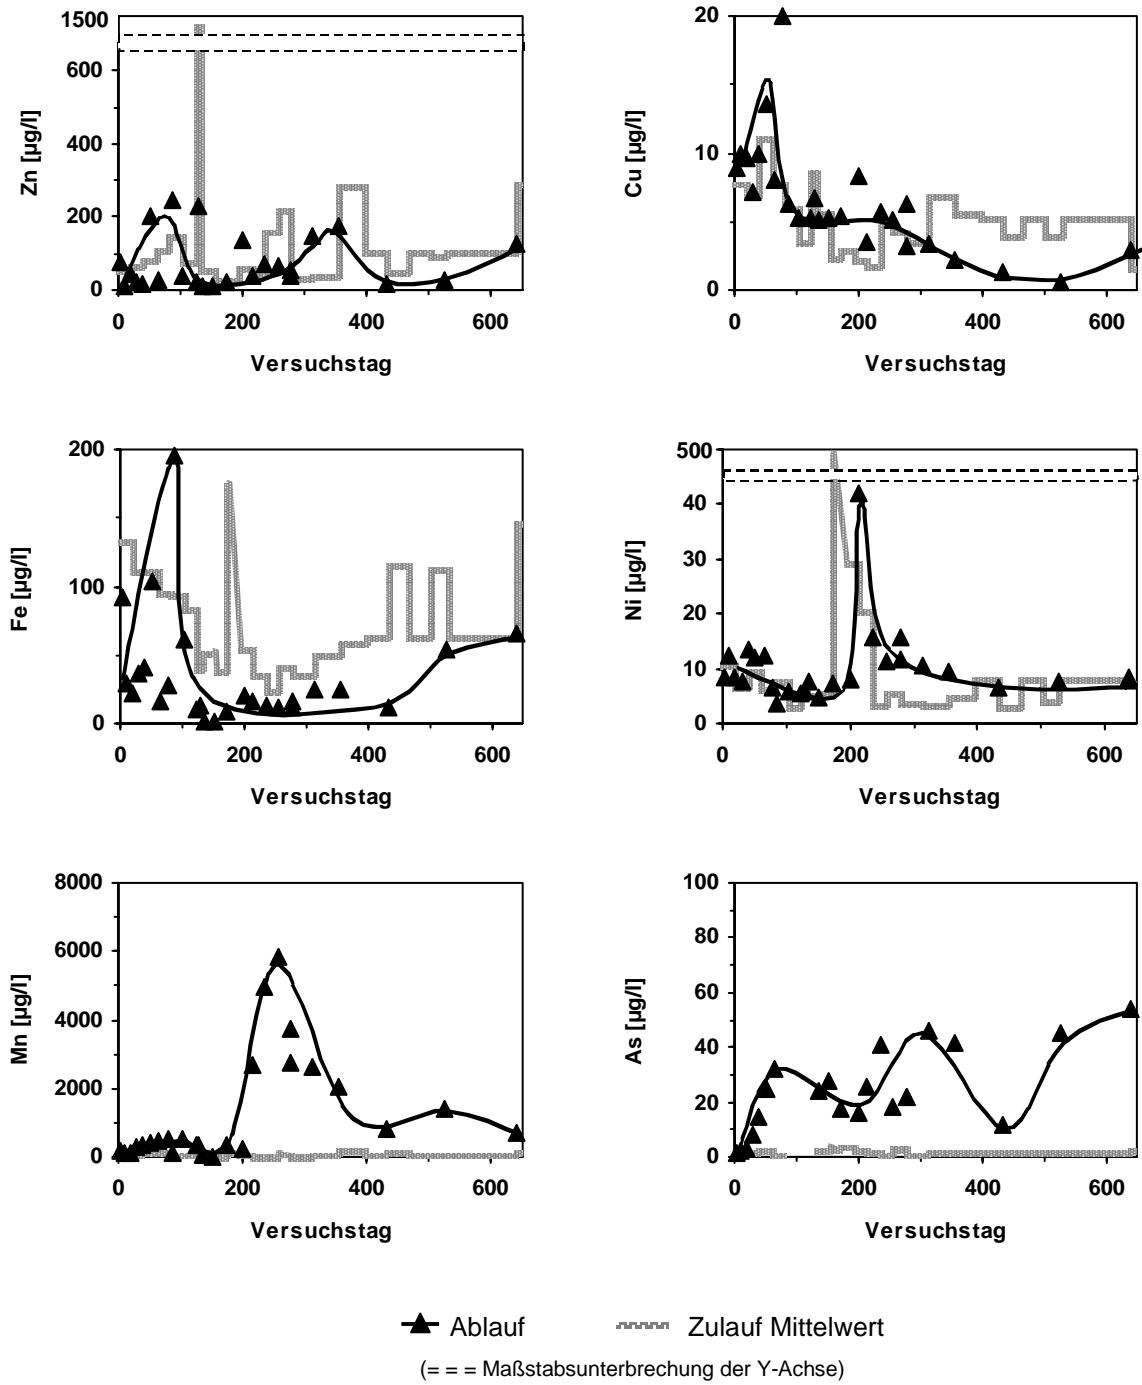 1500
600
400
200
0
Zn [µg/l]
0 200 400 600
Versuchstag
20
10
0
Cu [µg/l]
0 200 400 600
Versuchstag
200
100
0
Fe [µg/l]
0 200 400 600
Versuchstag
500
40
30
20
10
0
Ni [µg/l]
0 200 400 600
Versuchstag
8000
6000
4000
2000
0
Mn [µg/l]
0 200 400 600
Versuchstag
100
80
60
40
20
0
As [µg/l]
0 200 400 600
Versuchstag
Ablauf Zulauf Mittelwert
(= = = Maßstabsunterbrechung der Y-Achse)